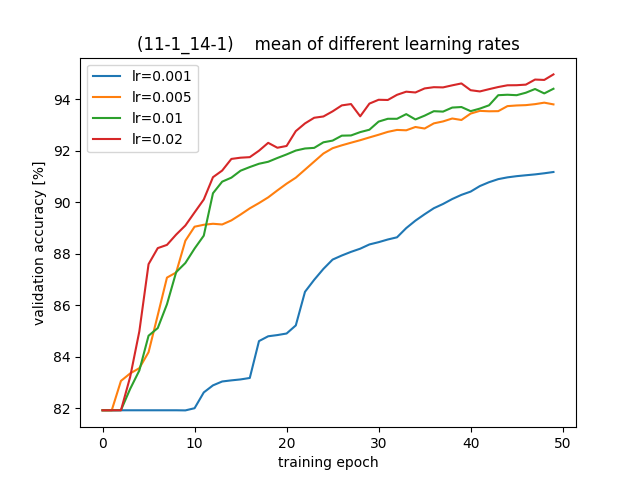 (11-1_14-1)    mean of different learning rates
lr=0.001
lr=0.005
lr=0.01
lr=0.02
validation accuracy [%]
94
92
90
88
86
84
82
0 10 20 30 40 50
training epoch